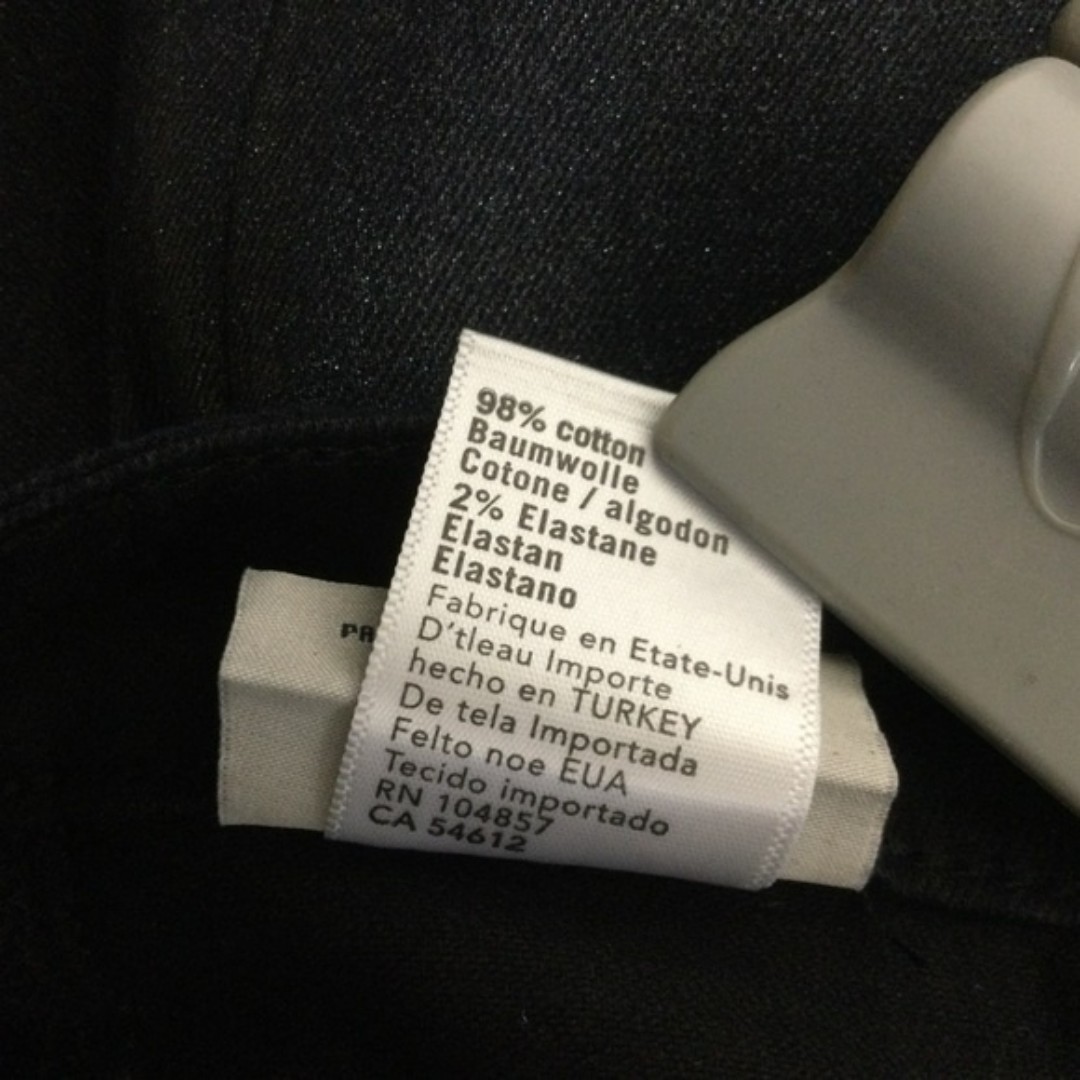 98% cotton
Baumwolle
Cotone / algodon
2% Elastane
Elastan
Elastano
Fabrique en Etate-Unis
D'tleau Importe
hecho en TURKEY
De tela Importada
Felto noe EUA
Tecido importado
RN 104857
CA 54612